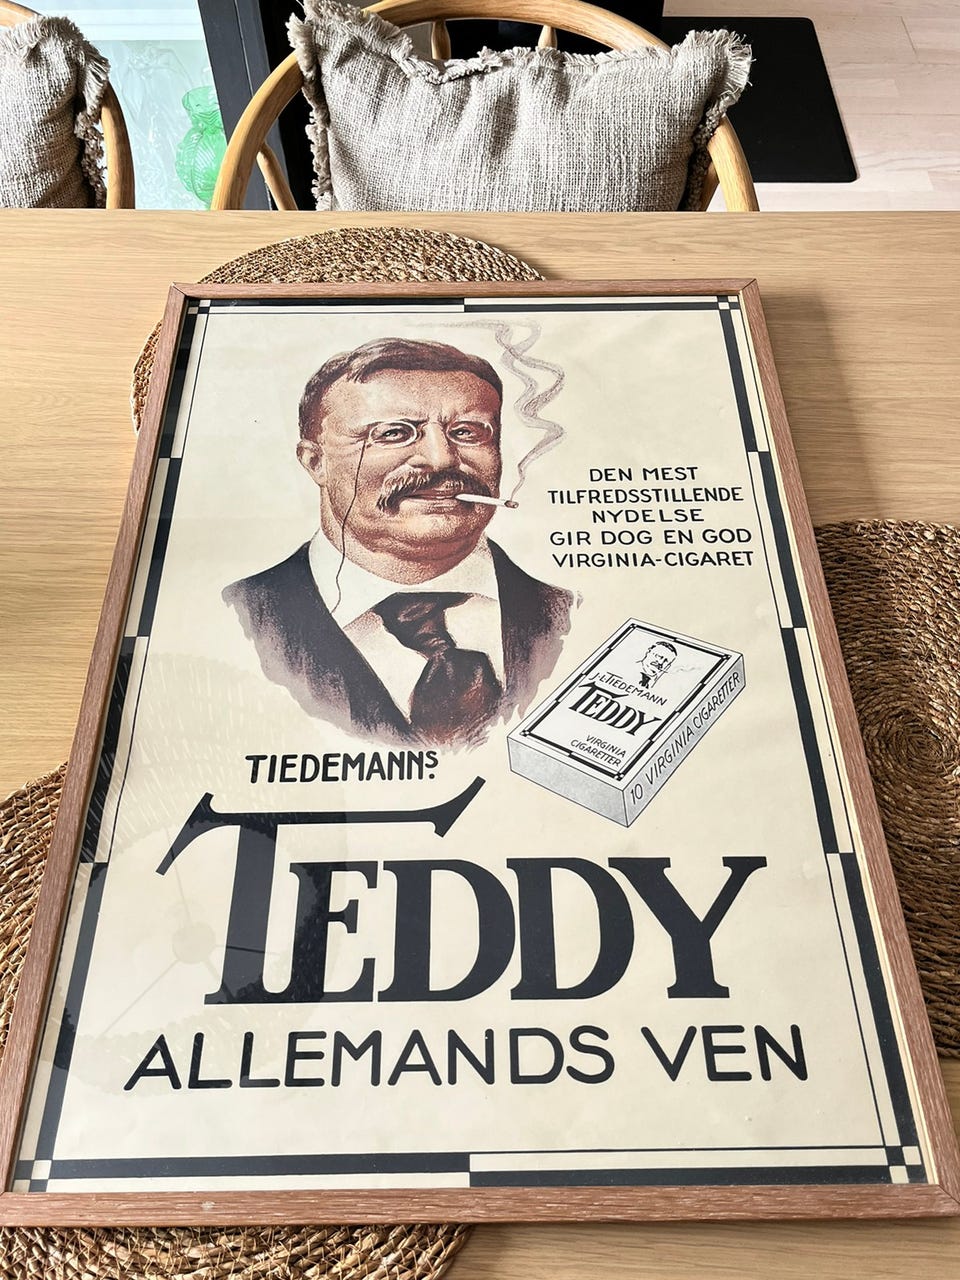 DEN MEST
TILFREDSSTILLENDE
NYDELSE
GIR DOG EN GOD
VIRGINIA-CIGARET
J.L.TIEDEMANN
TEDDY
VIRGINIA
CIGARETTER
10 VIRGINIA CIGARETTER
TIEDEMANNS.
TEDDY
ALLEMANDS VEN